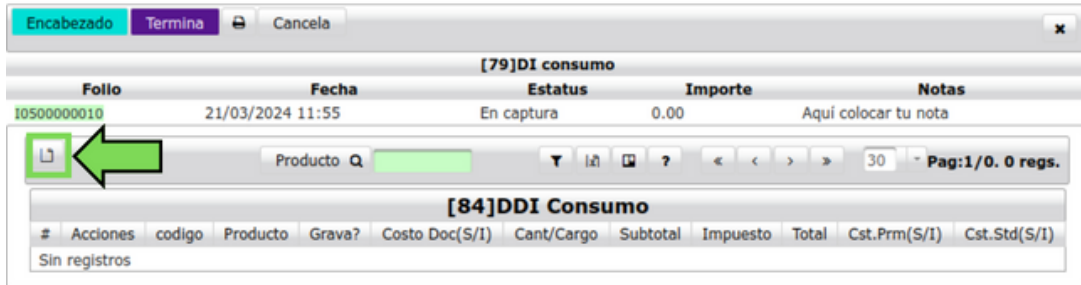 Encabezado Termina Cancela
[79]DI consumo
Folio Fecha Estatus Importe Notas
I0500000010 21/03/2024 11:55 En captura 0.00 Aquí colocar tu nota
Producto ? « ‹ › » 30 Pag:1/0. 0 regs.
[84]DDI Consumo
# Acciones codigo Producto Grava? Costo Doc(S/I) Cant/Cargo Subtotal Impuesto Total Cst.Prm(S/I) Cst.Std(S/I)
Sin registros